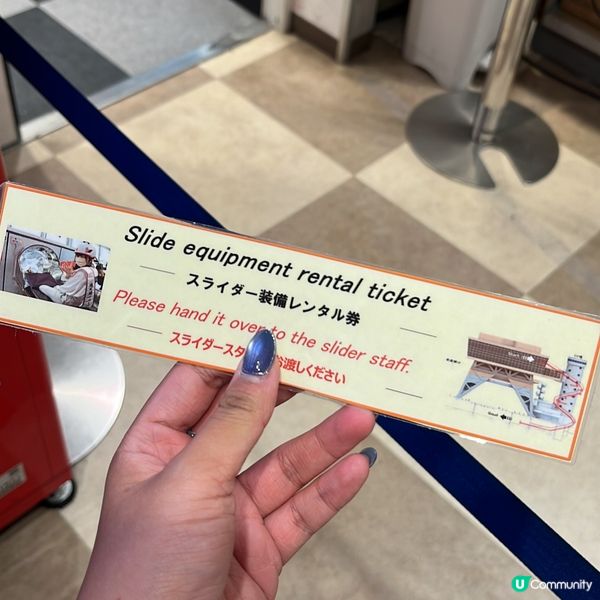 Slide equipment rental ticket
スライダー装備レンタル券
Please hand it over to the slider staff.
スライダースタ お渡しください
Start
Goal
U Community